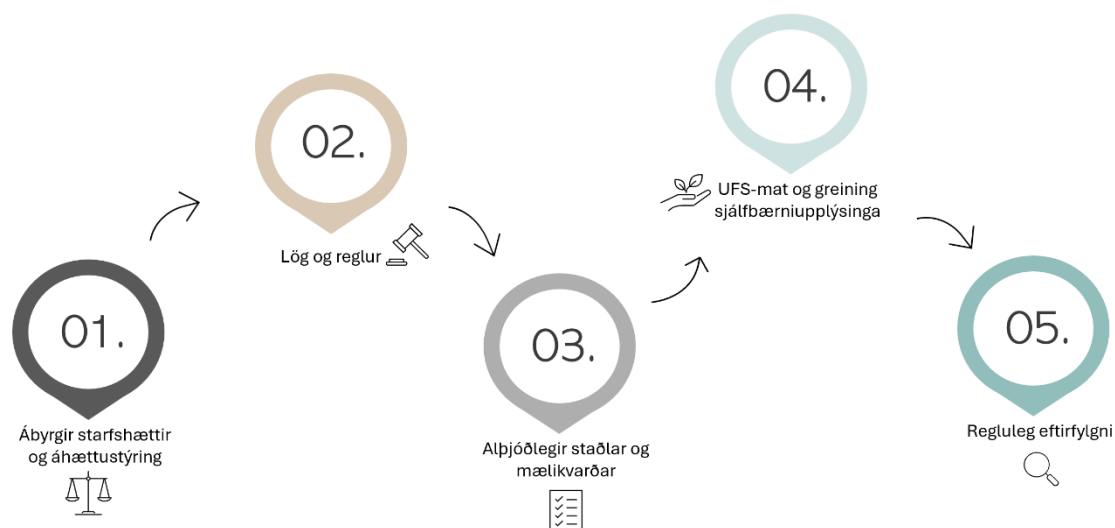 01.
Ábyrgir starfshættir
og áhættustýring
02.
Lög og reglur
03.
Alþjóðlegir staðlar og
mælikvarðar
04.
UFS-mat og greining
sjálfbærniupplýsinga
05.
Regluleg eftirfylgni